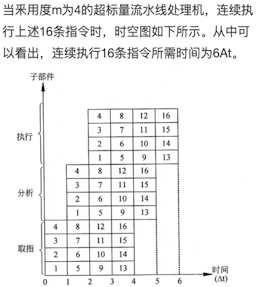 当釆用度m为4的超标量流水线处理机，连续执
行上述16条指令时，时空图如下所示。从中可
以看出，连续执行16条指令所需时间为6At。
子部件
4 8 12 16
3 7 11 15
执行
2 6 10 14
1 5 9 13
4 8 12 16
3 7 11 15
分析
2 6 10 14
1 5 9 13
4 8 12 16
3 7 11 15
取指
2 6 10 14
1 5 9 13
0 1 2 3 4 5 6
时间
(Δt)